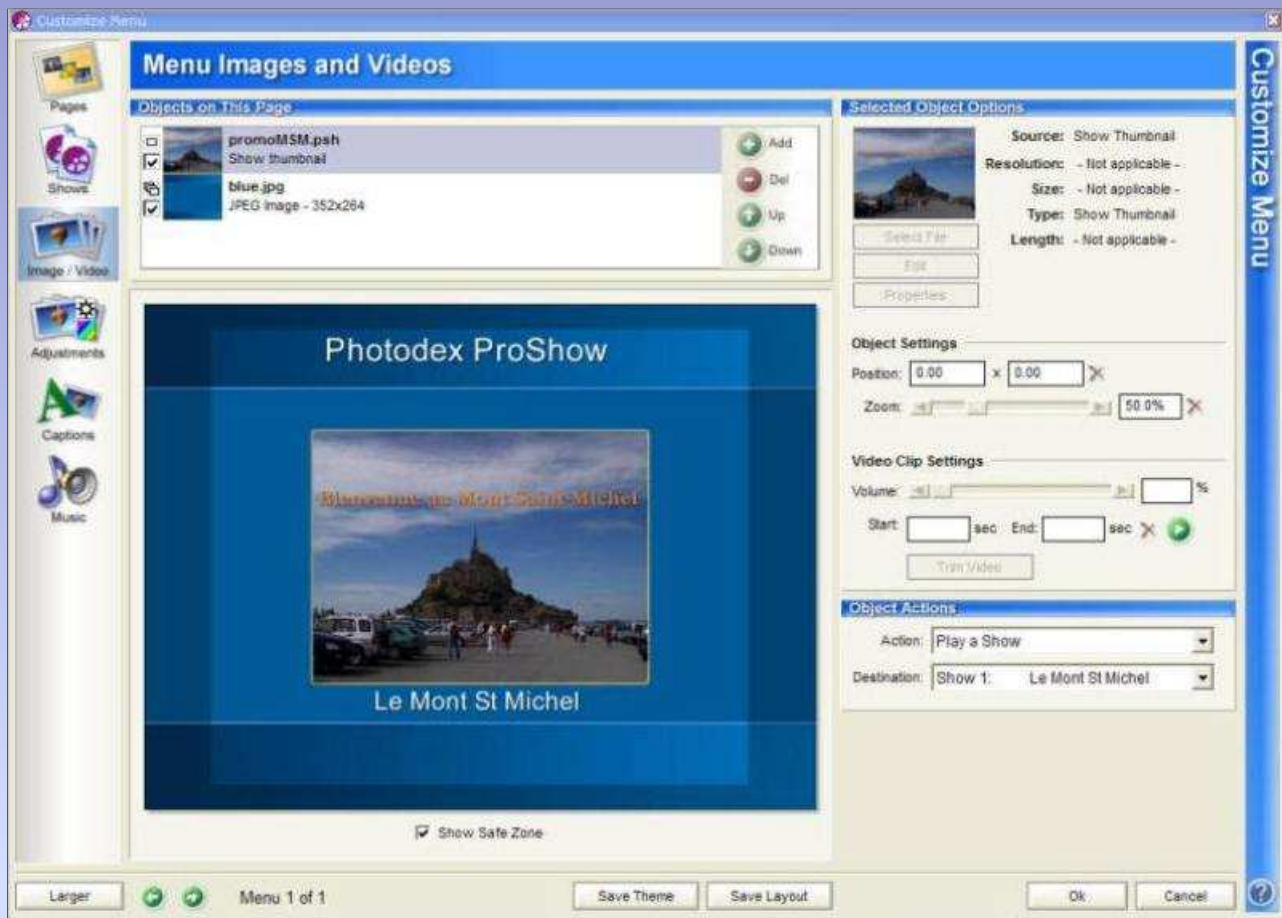 Customize Menu
Menu Images and Videos
Pages
Shows
Image / Video
Adjustments
Captions
Music
Objects on This Page
promoMSM.psh
Show thumbnail
blue.jpg
JPEG Image - 352x264
Add
Del
Up
Down
Photodex ProShow
Bienvenue au Mont Saint-Michel
Le Mont St Michel
Show Safe Zone
Selected Object Options
Source: Show Thumbnail
Resolution: - Not applicable -
Size: - Not applicable -
Type: Show Thumbnail
Length: - Not applicable -
Select File
Edit
Properties
Object Settings
Position: 0.00 x 0.00
Zoom: 50.0%
Video Clip Settings
Volume: %
Start: sec End: sec
Trim Video
Object Actions
Action: Play a Show
Destination: Show 1: Le Mont St Michel
Customize Menu
Larger
Menu 1 of 1
Save Theme
Save Layout
Ok
Cancel
?